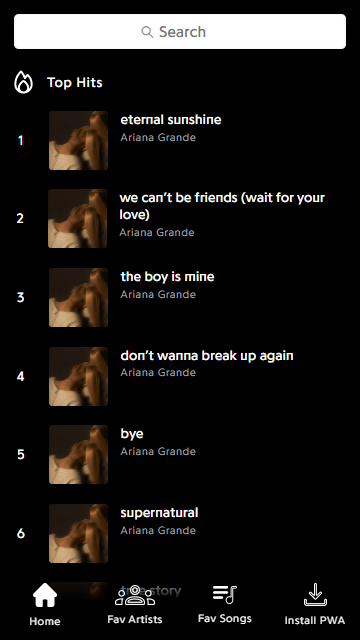 Search
Top Hits
1
eternal sunshine
Ariana Grande
2
we can't be friends (wait for your
love)
Ariana Grande
3
the boy is mine
Ariana Grande
4
don't wanna break up again
Ariana Grande
5
bye
Ariana Grande
6
supernatural
Ariana Grande
true story
Home
Fav Artists
Fav Songs
Install PWA